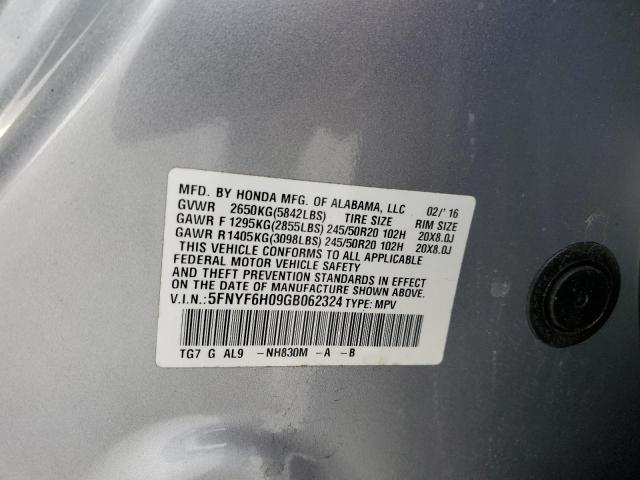 MFD. BY HONDA MFG. OF ALABAMA, LLC 02/'16
GVWR 2650KG(5842LBS) TIRE SIZE RIM SIZE
GAWR F 1295KG(2855LBS) 245/50R20 102H 20X8.0J
GAWR R 1405KG(3098LBS) 245/50R20 102H 20X8.0J
THIS VEHICLE CONFORMS TO ALL APPLICABLE
FEDERAL MOTOR VEHICLE SAFETY
AND THEFT PREVENTION STANDARDS IN EFFECT
ON THE DATE OF MANUFACTURE SHOWN ABOVE.
V.I.N.: 5FNYF6H09GB062324 TYPE: MPV
TG7 G AL9 -NH830M -A -B